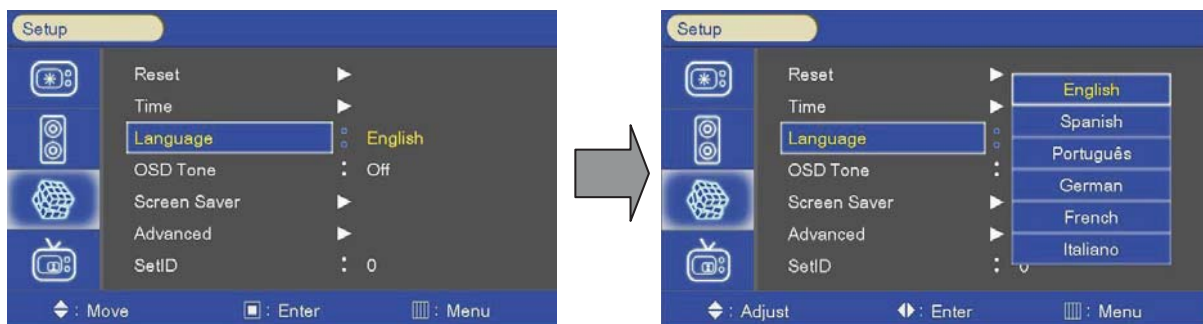 Setup
Reset
Time
Language : English
OSD Tone : Off
Screen Saver
Advanced
SetID : 0
: Move : Enter : Menu
Setup
Reset
Time
Language :
OSD Tone :
Screen Saver
Advanced
SetID :
English
Spanish
Português
German
French
Italiano
: Adjust : Enter : Menu